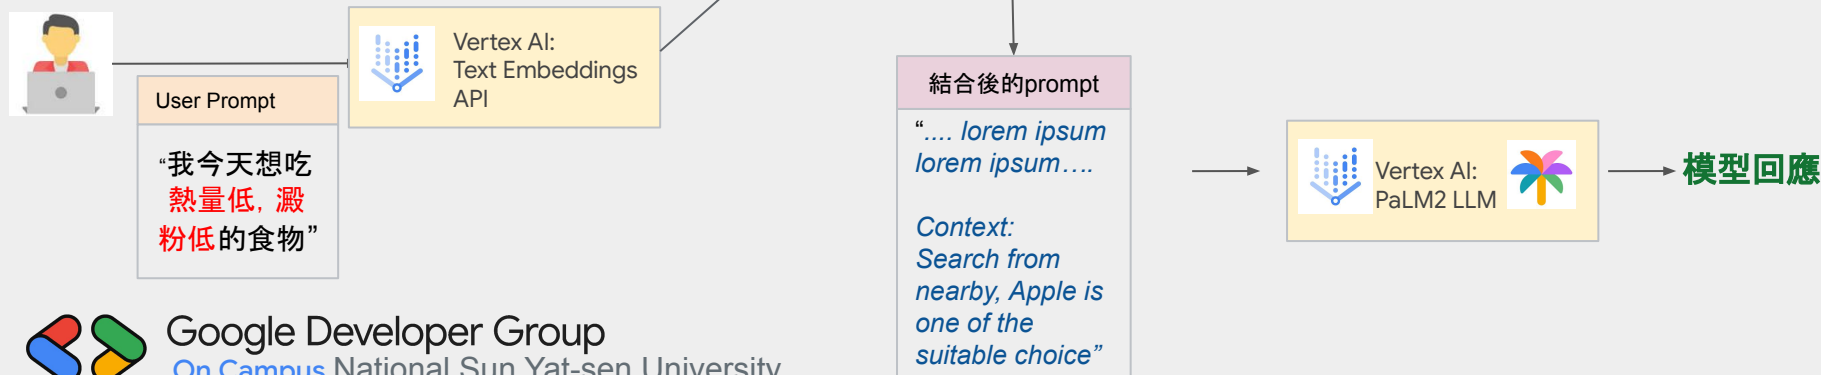 User Prompt
“我今天想吃
熱量低, 澱
粉低的食物”
Vertex AI:
Text Embeddings
API
結合後的prompt
“.... lorem ipsum
lorem ipsum….
Context:
Search from
nearby, Apple is
one of the
suitable choice”
Vertex AI:
PaLM2 LLM
模型回應
Google Developer Group
On Campus National Sun Yat-sen University